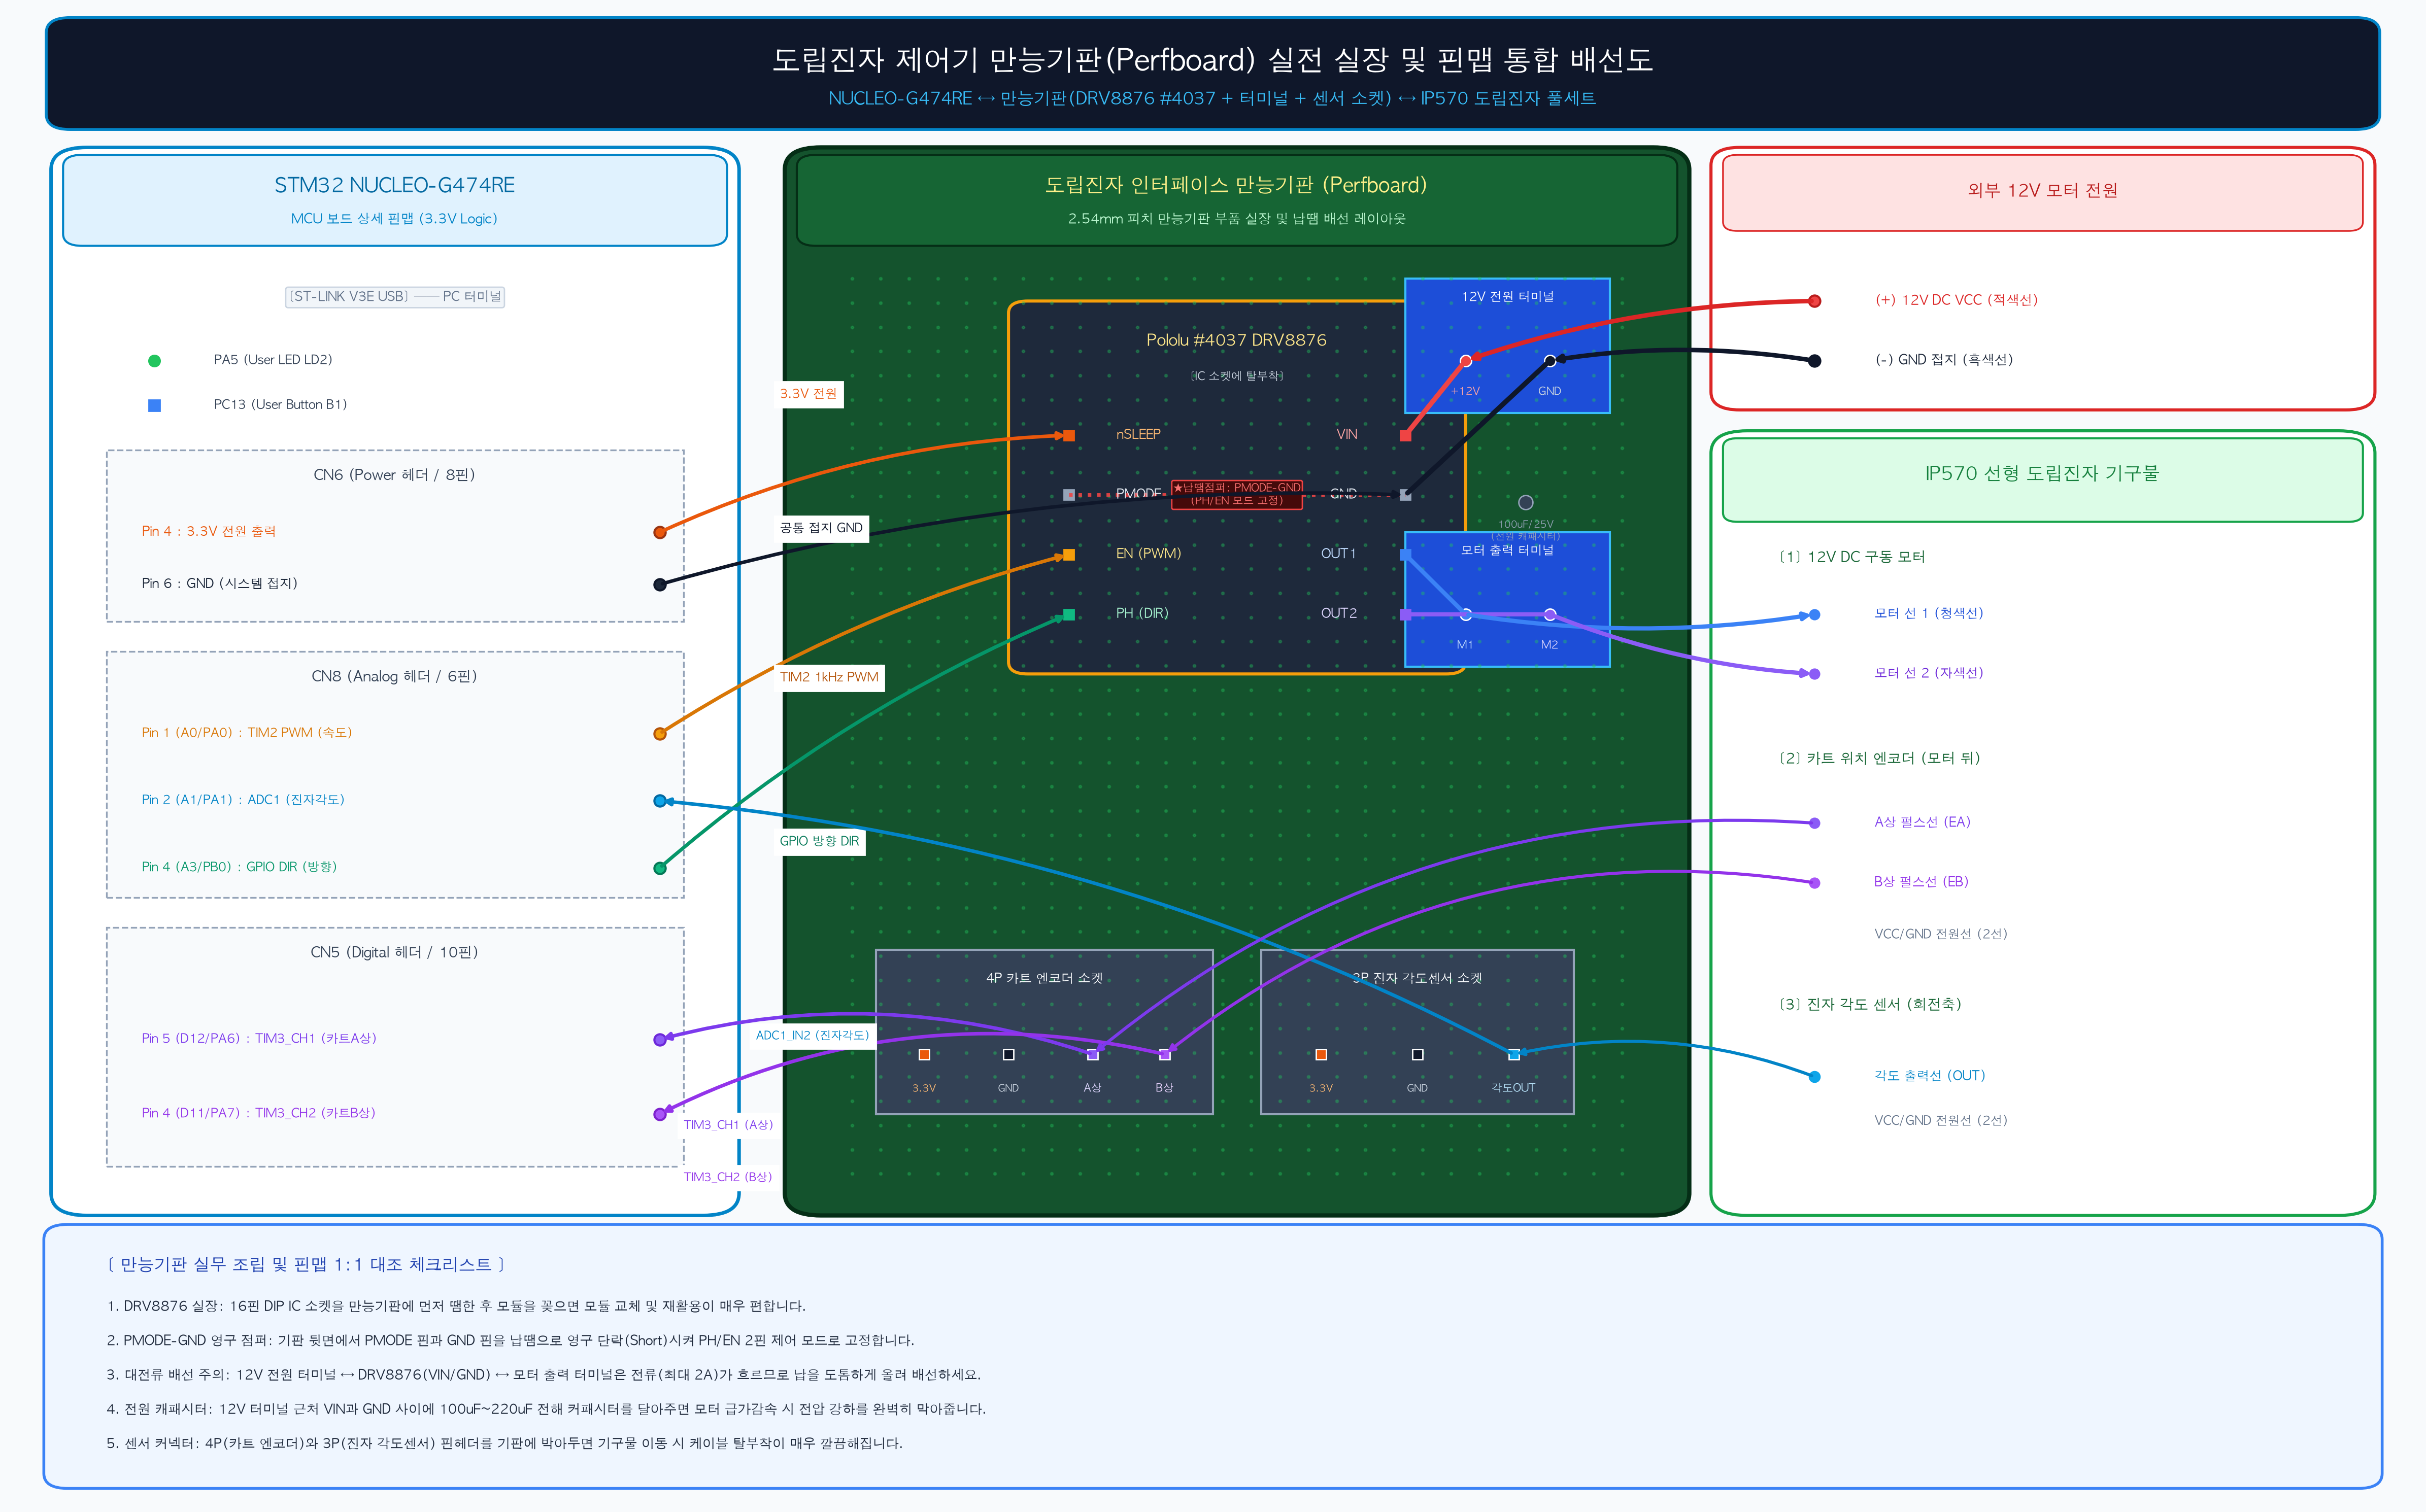 도립진자 제어기 만능기판(Perfboard) 실전 실장 및 핀맵 통합 배선도
NUCLEO-G474RE ↔ 만능기판(DRV8876 #4037 + 터미널 + 센서 소켓) ↔ IP570 도립진자 풀세트
STM32 NUCLEO-G474RE
MCU 보드 상세 핀맵 (3.3V Logic)
[ST-LINK V3E USB] ─── PC 터미널
PA5 (User LED LD2)
PC13 (User Button B1)
CN6 (Power 헤더 / 8핀)
Pin 4 : 3.3V 전원 출력
Pin 6 : GND (시스템 접지)
CN8 (Analog 헤더 / 6핀)
Pin 1 (A0/PA0) : TIM2 PWM (속도)
Pin 2 (A1/PA1) : ADC1 (진자각도)
Pin 4 (A3/PB0) : GPIO DIR (방향)
CN5 (Digital 헤더 / 10핀)
Pin 5 (D12/PA6) : TIM3_CH1 (카트A상)
Pin 4 (D11/PA7) : TIM3_CH2 (카트B상)
3.3V 전원
공통 접지 GND
TIM2 1kHz PWM
GPIO 방향 DIR
ADC1_IN2 (진자각도)
TIM3_CH1 (A상)
TIM3_CH2 (B상)
도립진자 인터페이스 만능기판 (Perfboard)
2.54mm 피치 만능기판 부품 실장 및 납땜 배선 레이아웃
Pololu #4037 DRV8876
[IC 소켓에 탈부착]
nSLEEP
VIN
PMODE
★납땜점퍼: PMODE-GND
(PH/EN 모드 고정)
GND
EN (PWM)
OUT1
PH (DIR)
OUT2
12V 전원 터미널
+12V
GND
100uF/25V
(전원 캐패시터)
모터 출력 터미널
M1
M2
4P 카트 엔코더 소켓
3.3V
GND
A상
B상
3P 진자 각도센서 소켓
3.3V
GND
각도OUT
외부 12V 모터 전원
(+) 12V DC VCC (적색선)
(-) GND 접지 (흑색선)
IP570 선형 도립진자 기구물
[1] 12V DC 구동 모터
모터 선 1 (청색선)
모터 선 2 (자색선)
[2] 카트 위치 엔코더 (모터 뒤)
A상 펄스선 (EA)
B상 펄스선 (EB)
VCC/GND 전원선 (2선)
[3] 진자 각도 센서 (회전축)
각도 출력선 (OUT)
VCC/GND 전원선 (2선)
[ 만능기판 실무 조립 및 핀맵 1:1 대조 체크리스트 ]
1. DRV8876 실장: 16핀 DIP IC 소켓을 만능기판에 먼저 땜한 후 모듈을 꽂으면 모듈 교체 및 재활용이 매우 편합니다.
2. PMODE-GND 영구 점퍼: 기판 뒷면에서 PMODE 핀과 GND 핀을 납땜으로 영구 단락(Short)시켜 PH/EN 2핀 제어 모드로 고정합니다.
3. 대전류 배선 주의: 12V 전원 터미널 ↔ DRV8876(VIN/GND) ↔ 모터 출력 터미널은 전류(최대 2A)가 흐르므로 납을 도톰하게 올려 배선하세요.
4. 전원 캐패시터: 12V 터미널 근처 VIN과 GND 사이에 100uF~220uF 전해 커패시터를 달아주면 모터 급가감속 시 전압 강하를 완벽히 막아줍니다.
5. 센서 커넥터: 4P(카트 엔코더)와 3P(진자 각도센서) 핀헤더를 기판에 박아두면 기구물 이동 시 케이블 탈부착이 매우 깔끔해집니다.